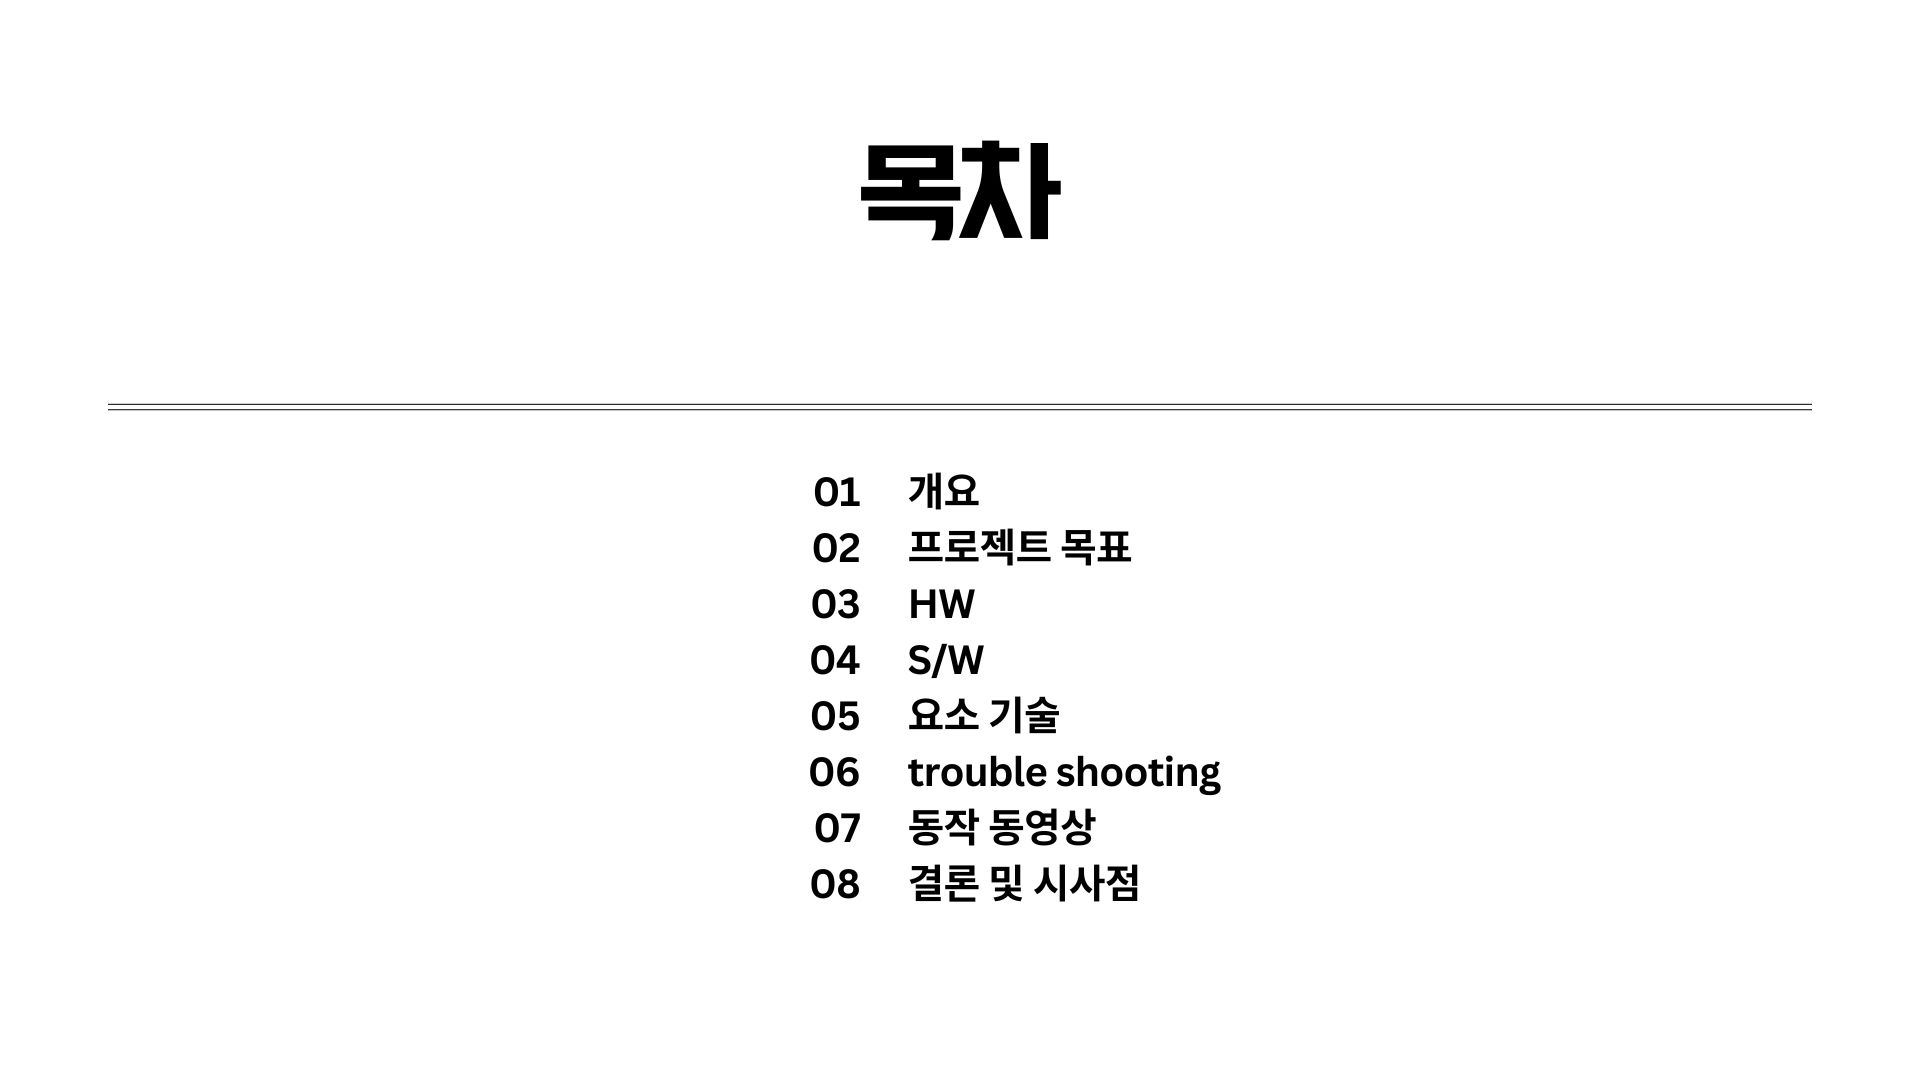 목차
01 개요
02 프로젝트 목표
03 HW
04 S/W
05 요소 기술
06 trouble shooting
07 동작 동영상
08 결론 및 시사점